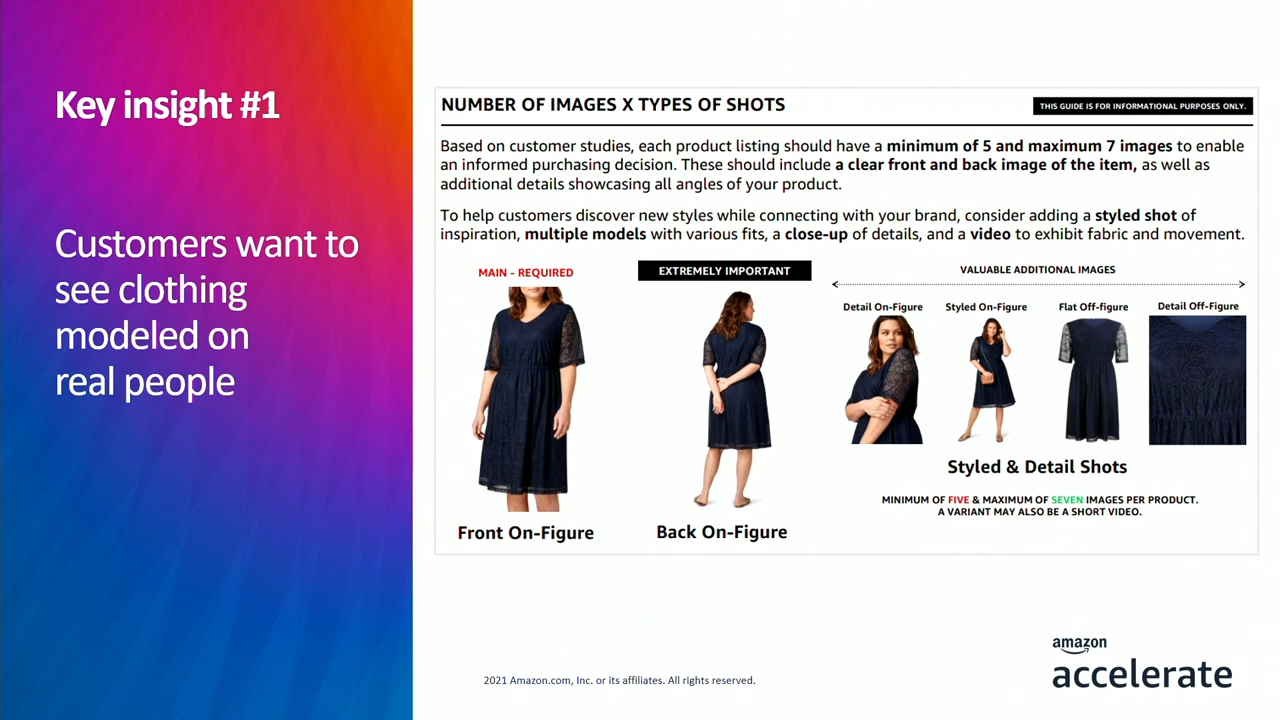 Key insight #1
Customers want to
see clothing
modeled on
real people
NUMBER OF IMAGES X TYPES OF SHOTS
THIS GUIDE IS FOR INFORMATIONAL PURPOSES ONLY.
Based on customer studies, each product listing should have a minimum of 5 and maximum 7 images to enable
an informed purchasing decision. These should include a clear front and back image of the item, as well as
additional details showcasing all angles of your product.
To help customers discover new styles while connecting with your brand, consider adding a styled shot of
inspiration, multiple models with various fits, a close-up of details, and a video to exhibit fabric and movement.
MAIN - REQUIRED
Front On-Figure
EXTREMELY IMPORTANT
Back On-Figure
VALUABLE ADDITIONAL IMAGES
Detail On-Figure
Styled On-Figure
Flat Off-figure
Detail Off-Figure
Styled & Detail Shots
MINIMUM OF FIVE & MAXIMUM OF SEVEN IMAGES PER PRODUCT.
A VARIANT MAY ALSO BE A SHORT VIDEO.
2021 Amazon.com, Inc. or its affiliates. All rights reserved.
amazon
accelerate